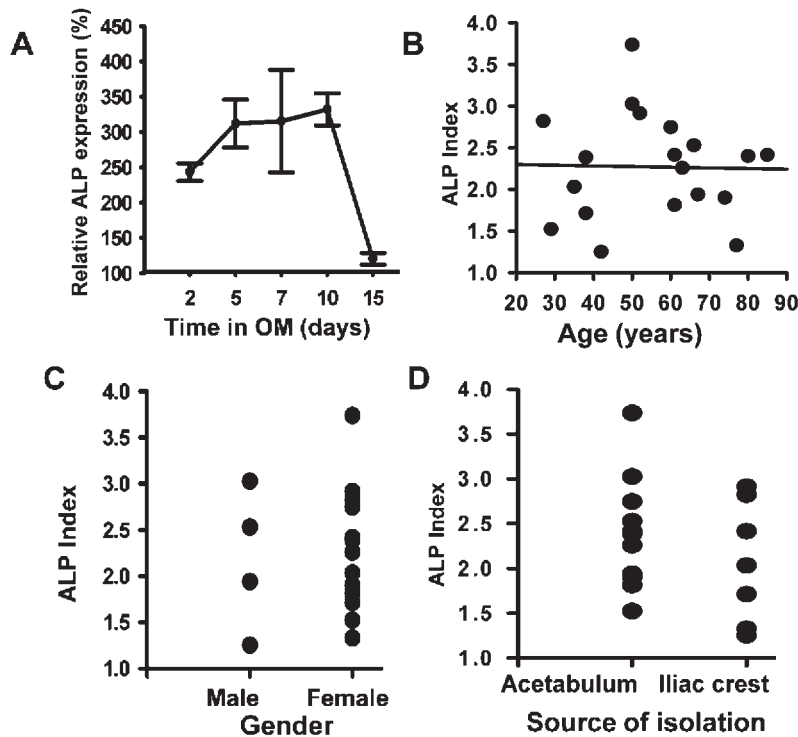 A
Relative ALP expression (%)
450
400
350
300
250
200
150
100
2 5 7 10 15
Time in OM (days)
B
ALP Index
4.0
3.5
3.0
2.5
2.0
1.5
1.0
20 30 40 50 60 70 80 90
Age (years)
C
ALP Index
4.0
3.5
3.0
2.5
2.0
1.5
1.0
Male Female
Gender
D
ALP Index
4.0
3.5
3.0
2.5
2.0
1.5
1.0
Acetabulum Iliac crest
Source of isolation